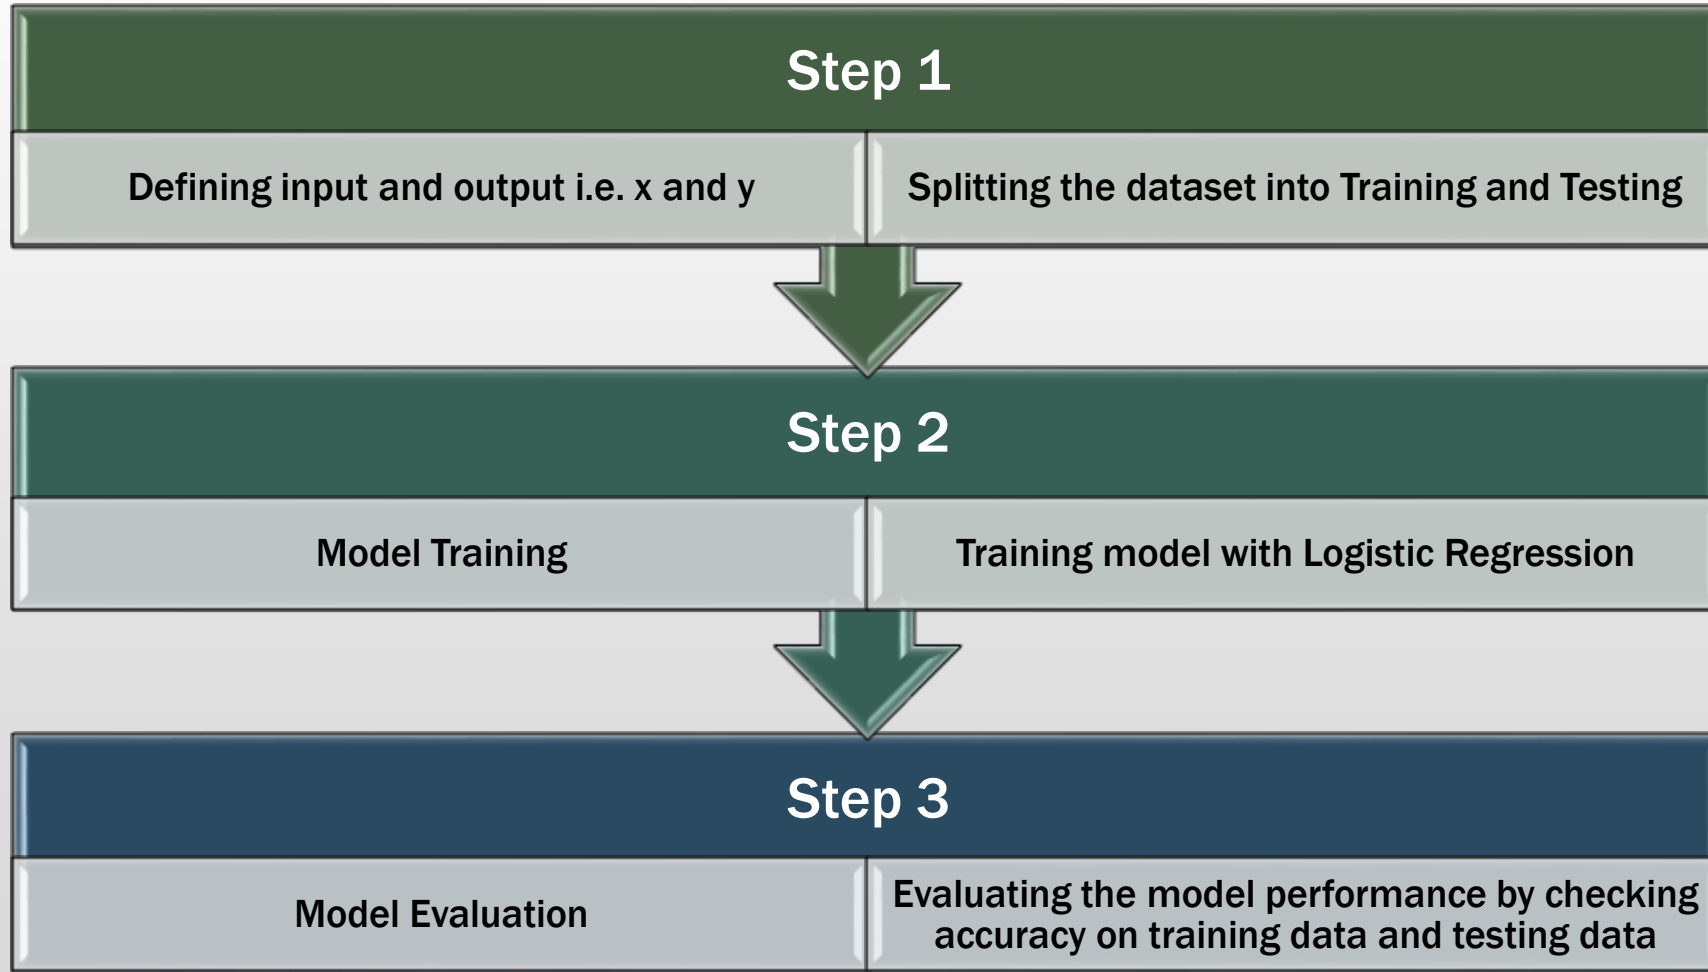 Step 1
Defining input and output i.e. x and y
Splitting the dataset into Training and Testing
Step 2
Model Training
Training model with Logistic Regression
Step 3
Model Evaluation
Evaluating the model performance by checking
accuracy on training data and testing data